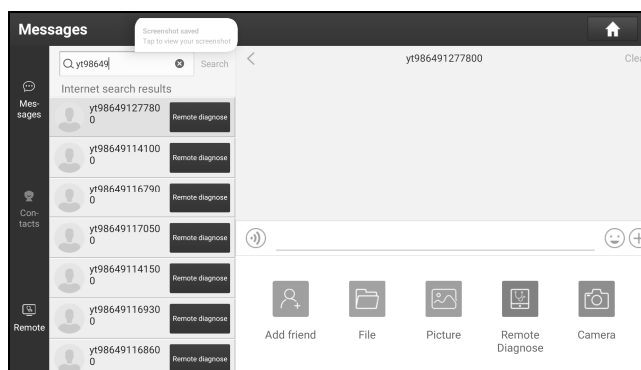 Messages
Screenshot saved
Tap to view your screenshot
yt98649
Search
Internet search results
yt98649127780
0
Remote diagnose
yt98649114100
0
Remote diagnose
yt98649116790
0
Remote diagnose
yt98649117050
0
Remote diagnose
yt98649114150
0
Remote diagnose
yt98649116930
0
Remote diagnose
yt98649116860
0
Remote diagnose
Mes-
sages
Con-
tacts
Remote
yt986491277800
Clea
Add friend
File
Picture
Remote
Diagnose
Camera